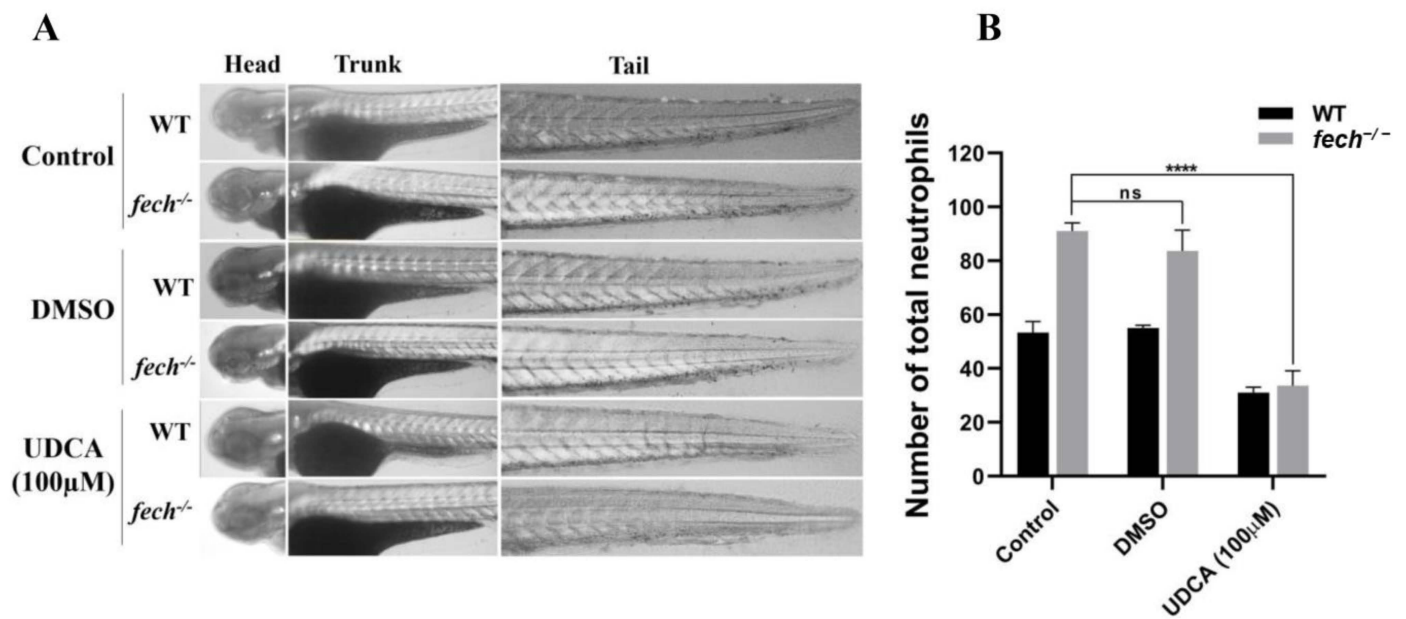 A
Head Trunk Tail
Control
WT
fech-/-
DMSO
WT
fech-/-
UDCA
(100μM)
WT
fech-/-
B
WT
fech−/−
Number of total neutrophils
120
100
80
60
40
20
0
****
ns
Control
DMSO
UDCA (100μM)